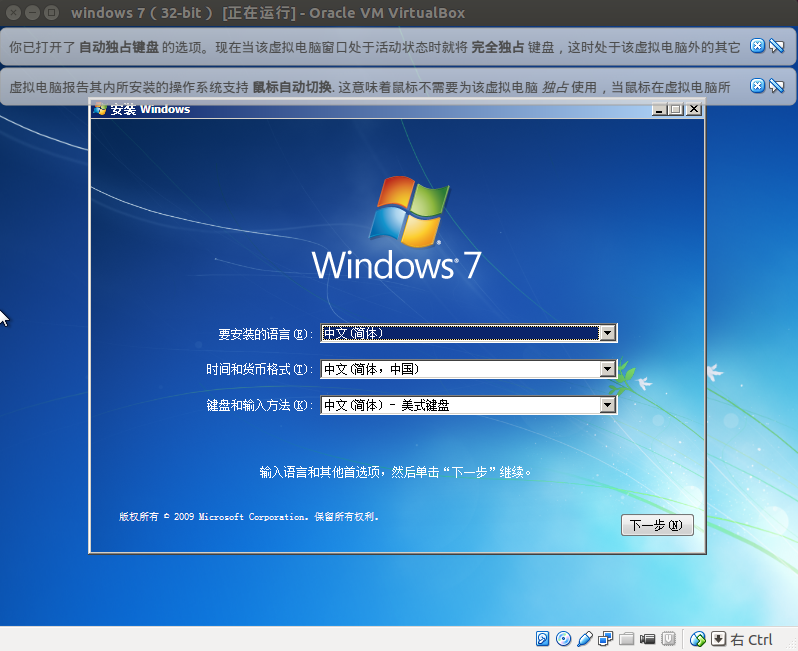 windows 7 ( 32-bit ) [正在运行] - Oracle VM VirtualBox
你已打开了 自动独占键盘 的选项。现在当该虚拟电脑窗口处于活动状态时就将 完全独占 键盘，这时处于该虚拟电脑外的其它
虚拟电脑报告其内所安装的操作系统支持 鼠标自动切换. 这意味着鼠标不需要为该虚拟电脑 独占 使用，当鼠标在虚拟电脑所
安装 Windows
Windows® 7
要安装的语言(E): 中文(简体)
时间和货币格式(T): 中文(简体，中国)
键盘和输入方法(K): 中文(简体) - 美式键盘
输入语言和其他首选项，然后单击“下一步”继续。
版权所有 © 2009 Microsoft Corporation。保留所有权利。
下一步(N)
右 Ctrl